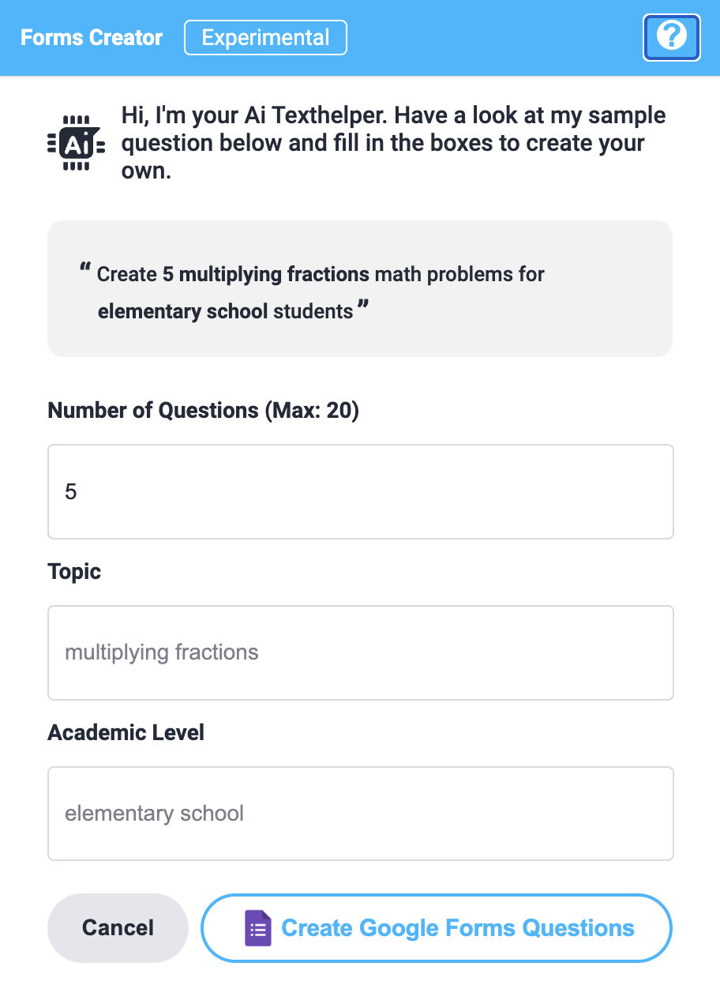 Forms Creator
Experimental
?
Ai
Hi, I'm your Ai Texthelper. Have a look at my sample
question below and fill in the boxes to create your
own.
“ Create 5 multiplying fractions math problems for
elementary school students ”
Number of Questions (Max: 20)
5
Topic
multiplying fractions
Academic Level
elementary school
Cancel
Create Google Forms Questions